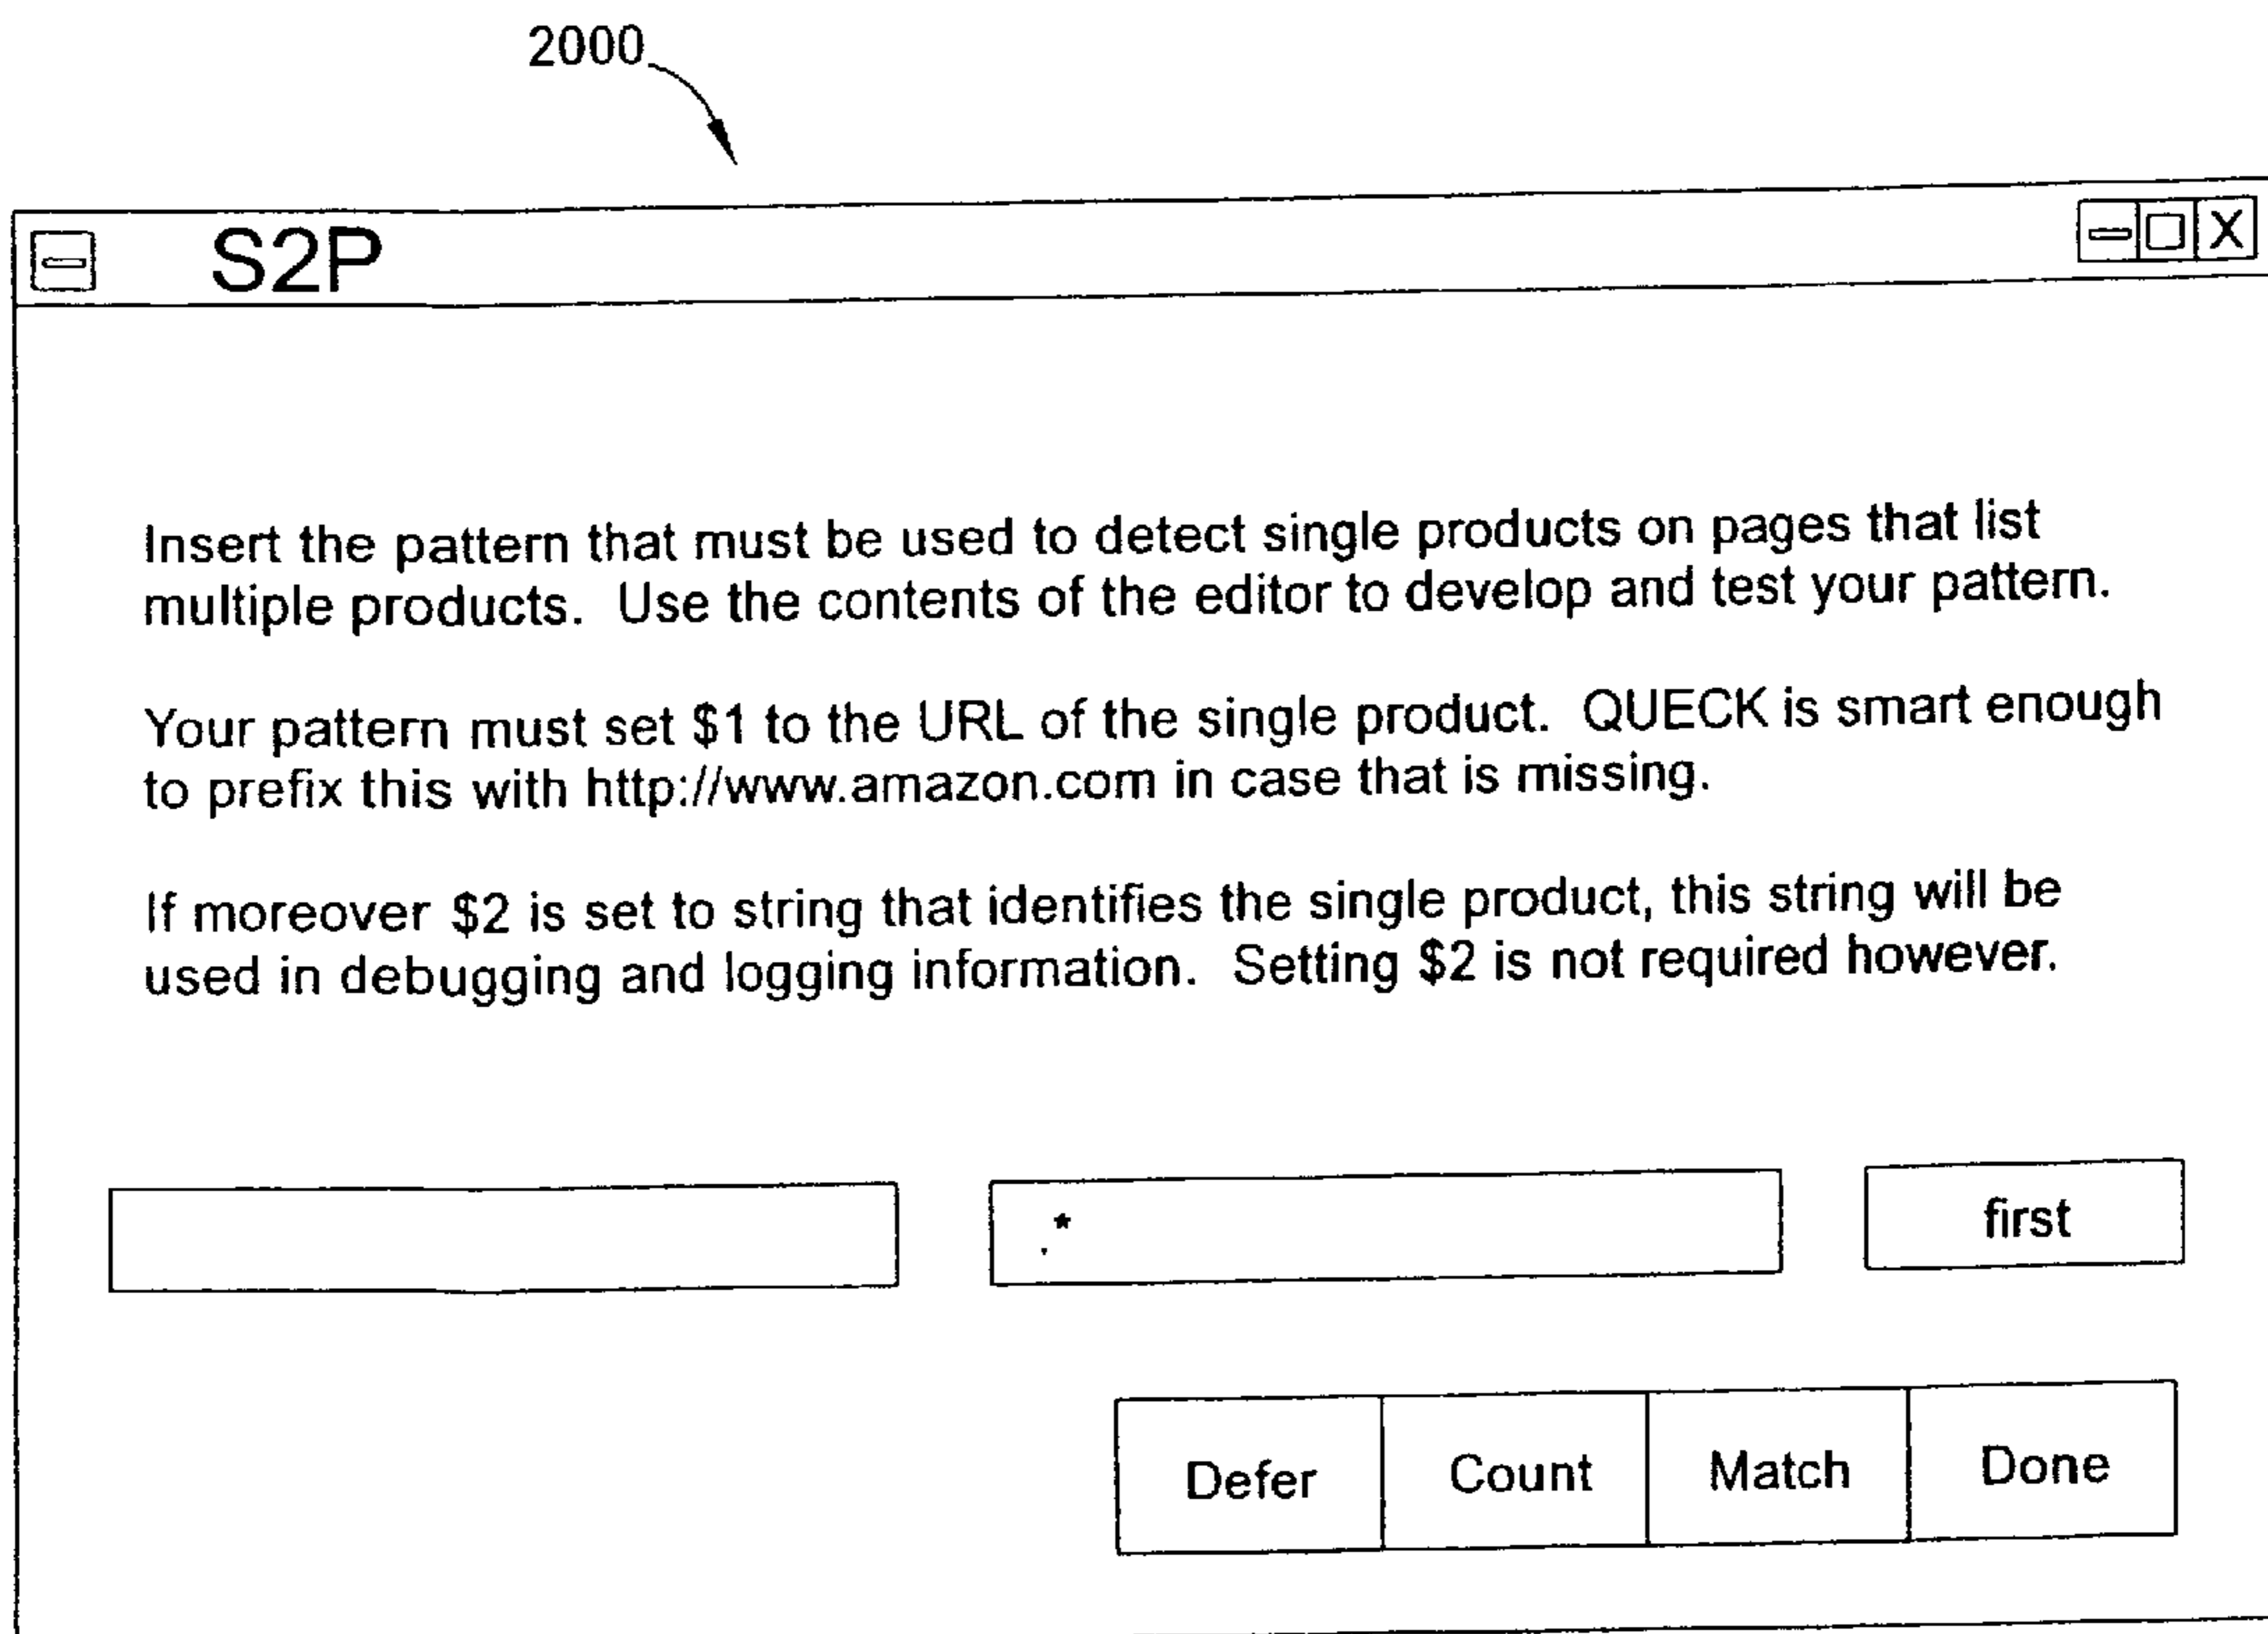 2000
S2P
X
Insert the pattern that must be used to detect single products on pages that list
multiple products. Use the contents of the editor to develop and test your pattern.
Your pattern must set $1 to the URL of the single product. QUECK is smart enough
to prefix this with http://www.amazon.com in case that is missing.
If moreover $2 is set to string that identifies the single product, this string will be
used in debugging and logging information. Setting $2 is not required however.
.*
first
Defer Count Match Done